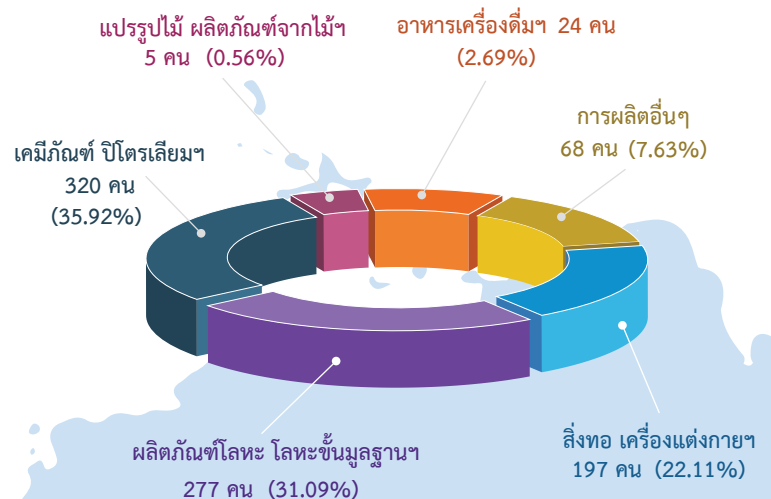 แปรรูปไม้ ผลิตภัณฑ์จากไม้ฯ
5 คน (0.56%)
อาหารเครื่องดื่มฯ 24 คน
(2.69%)
การผลิตอื่นๆ
68 คน (7.63%)
เคมีภัณฑ์ ปิโตรเลียมฯ
320 คน
(35.92%)
ผลิตภัณฑ์โลหะ โลหะขั้นมูลฐานฯ
277 คน (31.09%)
สิ่งทอ เครื่องแต่งกายฯ
197 คน (22.11%)